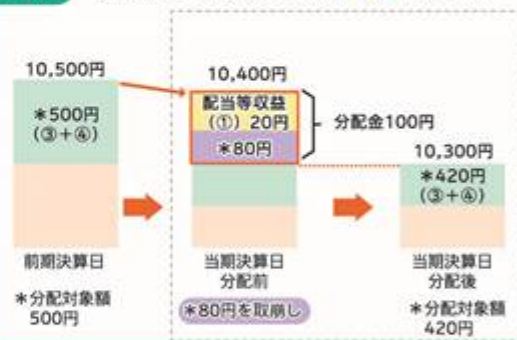 10,500円
＊500円
(③+④)
前期決算日
＊分配対象額
500円
10,400円
配当等収益
(①) 20円
＊80円
分配金100円
当期決算日
分配前
＊80円を取崩し
10,300円
＊420円
(③+④)
当期決算日
分配後
＊分配対象額
420円